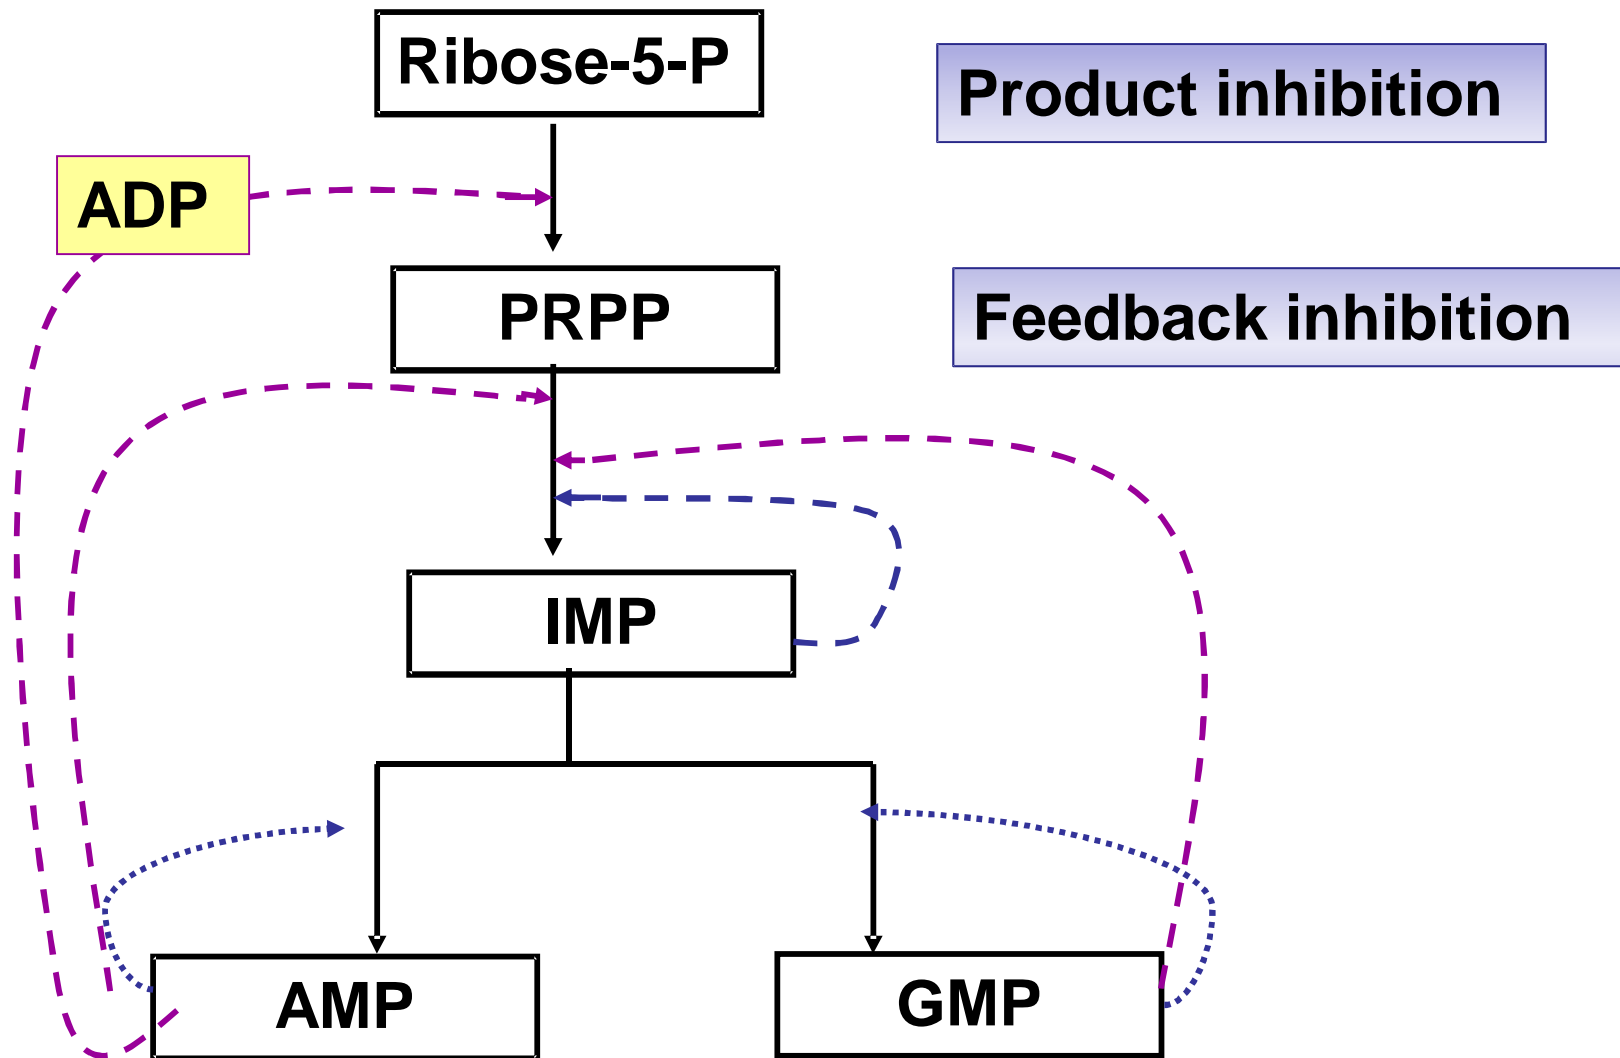 Ribose-5-P
Product inhibition
ADP
PRPP
Feedback inhibition
IMP
AMP
GMP